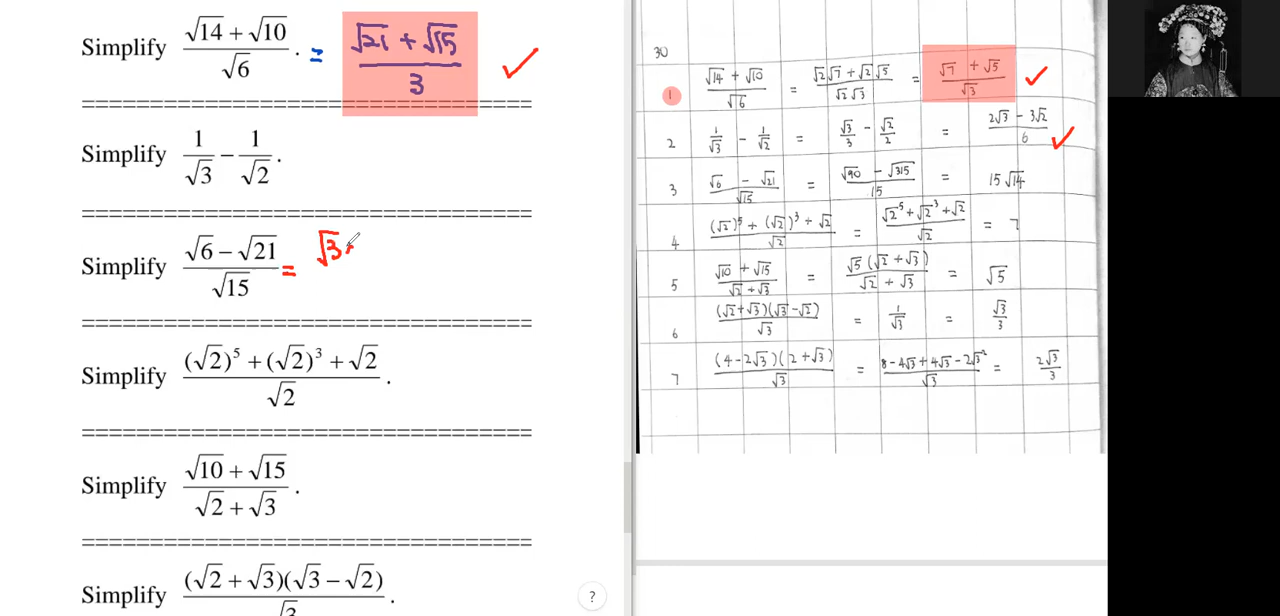 Simplify (√14 + √10)/√6 . = (√21 + √15)/3 ✓
Simplify 1/√3 − 1/√2 .
Simplify (√6 − √21)/√15 = √3
Simplify ((√2)⁵ + (√2)³ + √2)/√2 .
Simplify (√10 + √15)/(√2 + √3) .
Simplify (√2 + √3)(√3 − √2)/√3 .
?
30
1 (√14 + √10)/√6 = (√2√7 + √2√5)/(√2√3) = (√7 + √5)/√3 ✓
2 1/√3 − 1/√2 = √3/3 − √2/2 = (2√3 − 3√2)/6 ✓
3 (√6 − √21)/√15 = (√90 − √315)/15 = 15√14
4 ((√2)⁵ + (√2)³ + √2)/√2 = (√2⁵ + √2³ + √2)/√2 = 7
5 (√10 + √15)/(√2 + √3) = √5(√2 + √3)/(√2 + √3) = √5
6 (√2+√3)(√3−√2)/√3 = 1/√3 = √3/3
7 (4−2√3)(2+√3)/√3 = (8−4√3+4√3−2√3²)/√3 = 2√3/3